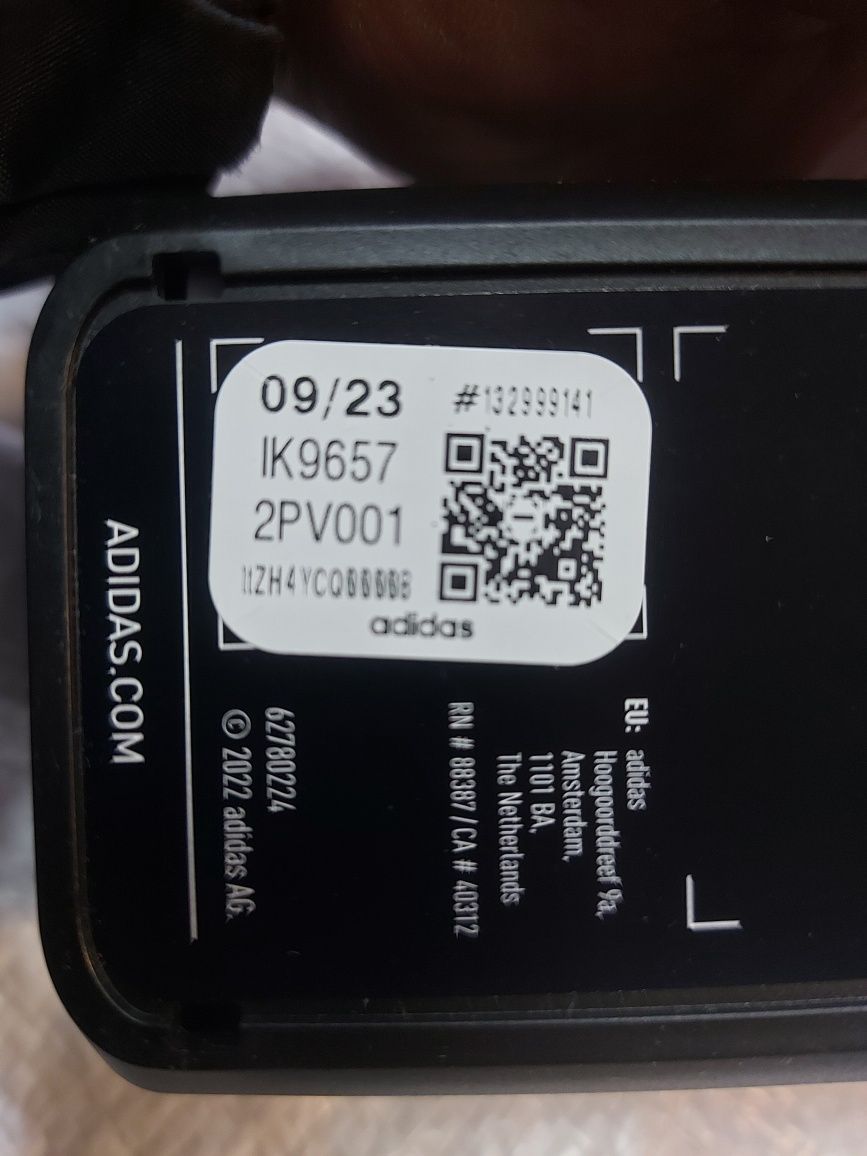 09/23
#132999141
IK9657
2PV001
adidas
ADIDAS.COM
EU: adidas
Hoogoorddreef 9a,
Amsterdam,
1101 BA,
The Netherlands
RN # 88387 / CA # 40312
62780224
© 2022 adidas AG.